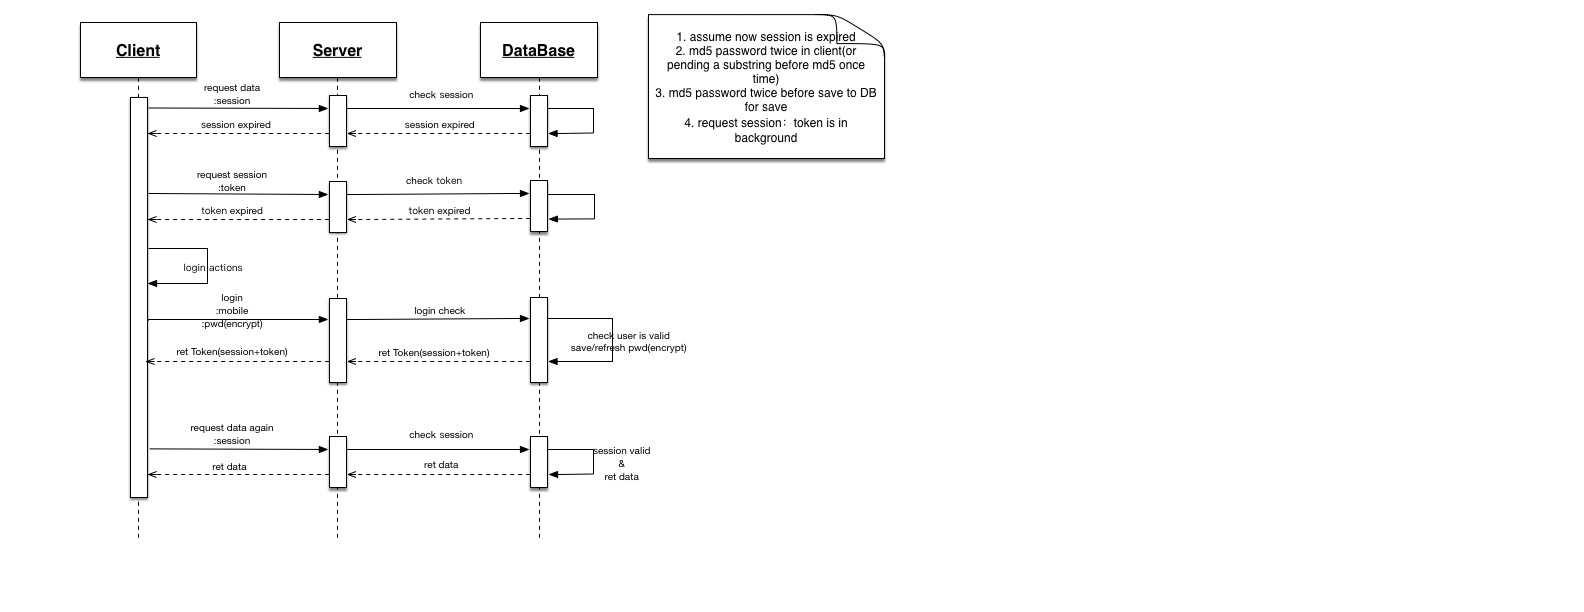 Client
Server
DataBase
1. assume now session is expired
2. md5 password twice in client(or
pending a substring before md5 once
time)
3. md5 password twice before save to DB
for save
4. request session：token is in
background
request data
:session
check session
session expired
session expired
request session
:token
check token
token expired
token expired
login actions
login
:mobile
:pwd(encrypt)
login check
check user is valid
save/refresh pwd(encrypt)
ret Token(session+token)
ret Token(session+token)
request data again
:session
check session
session valid
&
ret data
ret data
ret data